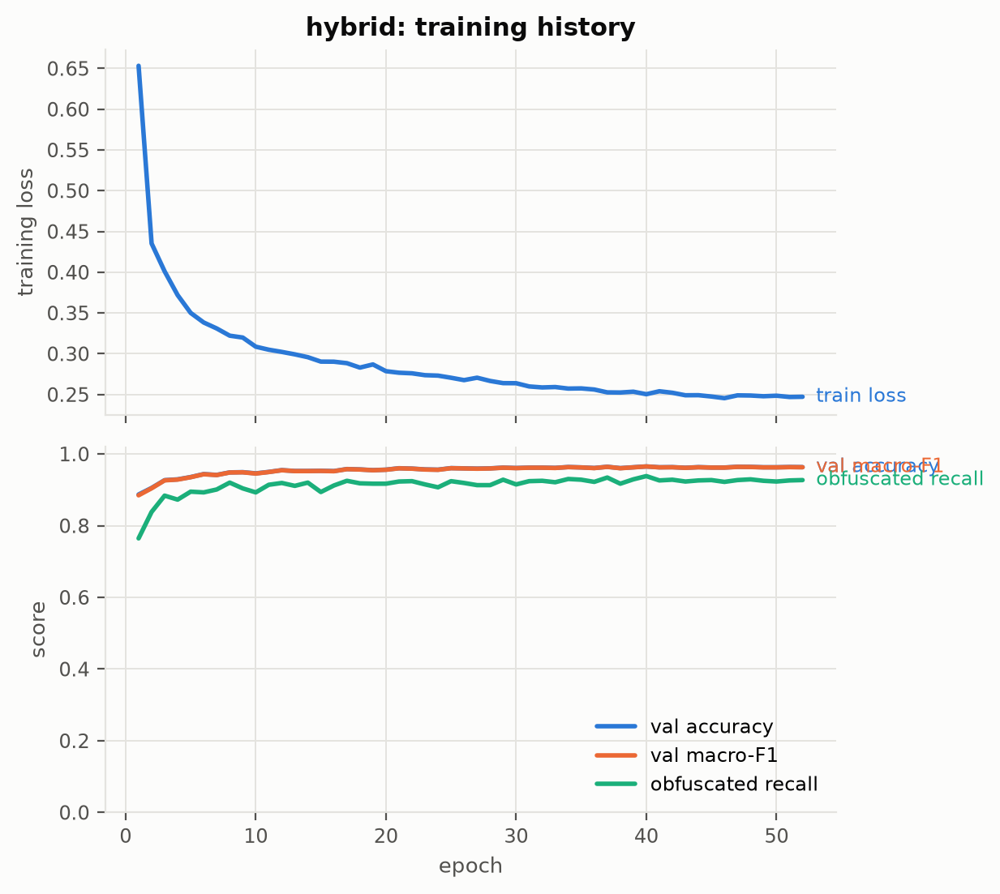 hybrid: training history
training loss
0.65
0.60
0.55
0.50
0.45
0.40
0.35
0.30
0.25
train loss
score
1.0
0.8
0.6
0.4
0.2
0.0
val accuracy
val macro-F1
obfuscated recall
val accuracy
val macro-F1
obfuscated recall
0 10 20 30 40 50
epoch